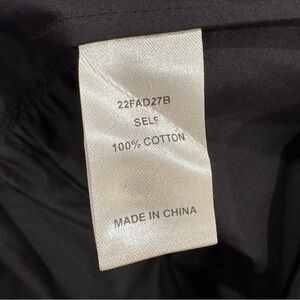 22FAD27B
SELF
100% COTTON
MADE IN CHINA